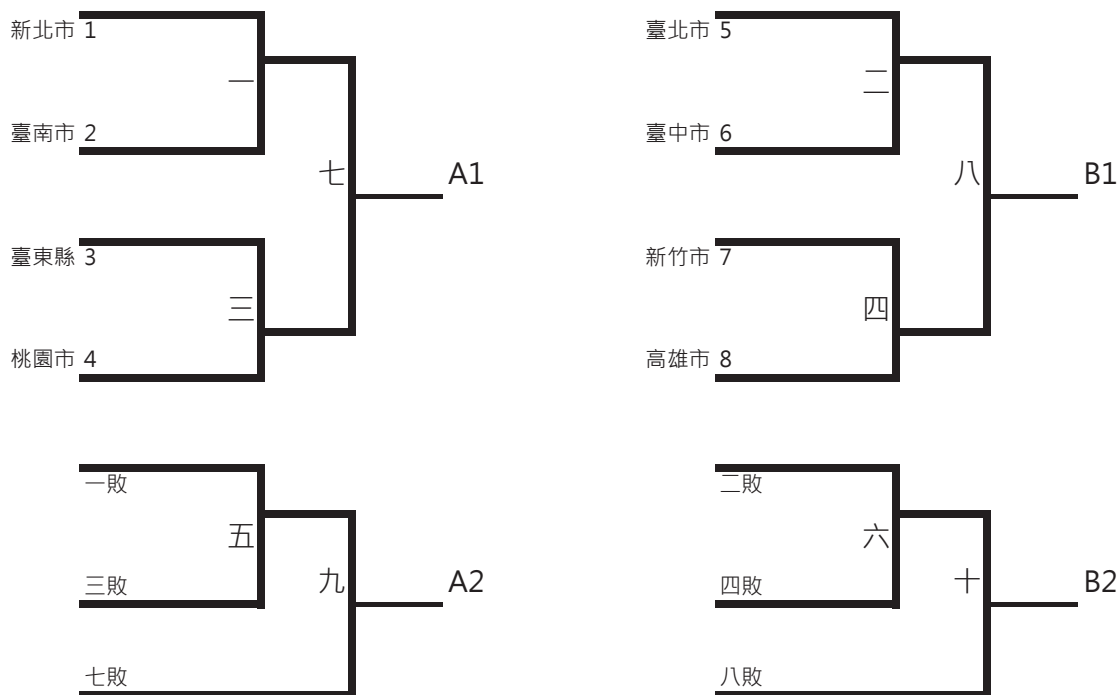 新北市 1
一
臺南市 2
七
A1
臺東縣 3
三
桃園市 4
臺北市 5
二
臺中市 6
八
B1
新竹市 7
四
高雄市 8
一敗
五
三敗
九
A2
七敗
二敗
六
四敗
十
B2
八敗